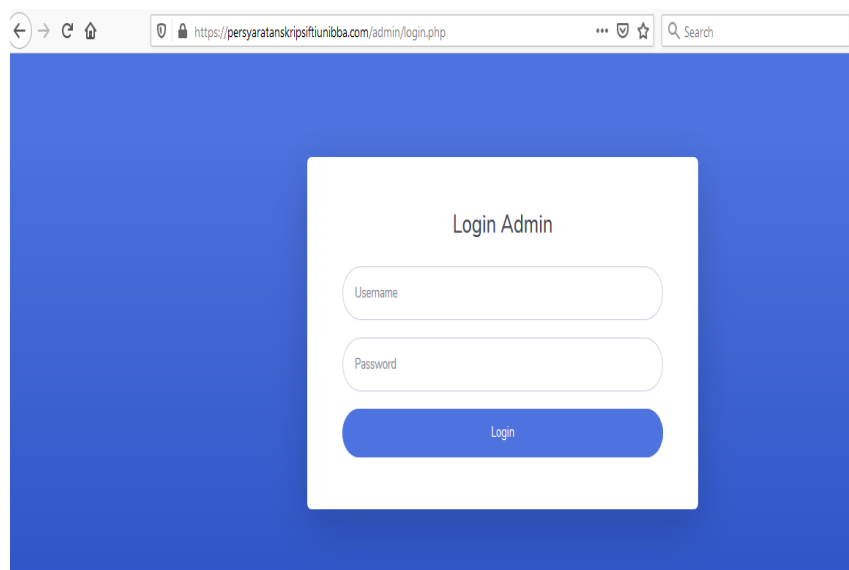 https://persyaratanskripsiftiunibba.com/admin/login.php
Search
Login Admin
Username
Password
Login